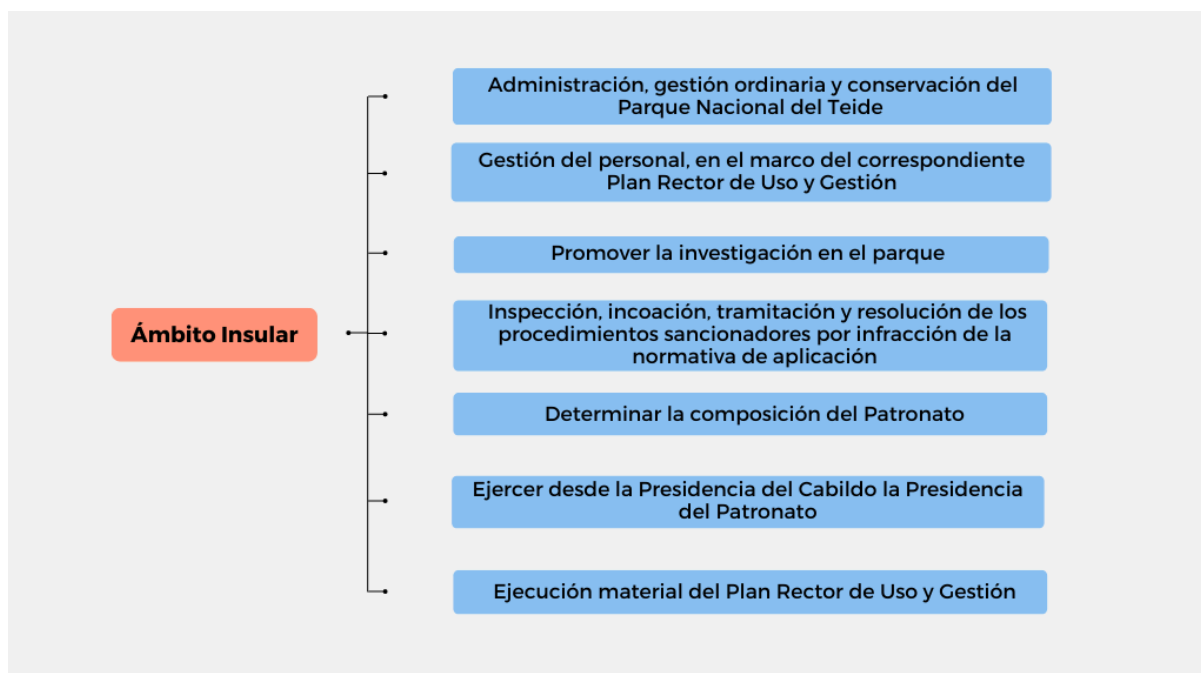 Administración, gestión ordinaria y conservación del
Parque Nacional del Teide
Gestión del personal, en el marco del correspondiente
Plan Rector de Uso y Gestión
Promover la investigación en el parque
Ámbito Insular
Inspección, incoación, tramitación y resolución de los
procedimientos sancionadores por infracción de la
normativa de aplicación
Determinar la composición del Patronato
Ejercer desde la Presidencia del Cabildo la Presidencia
del Patronato
Ejecución material del Plan Rector de Uso y Gestión